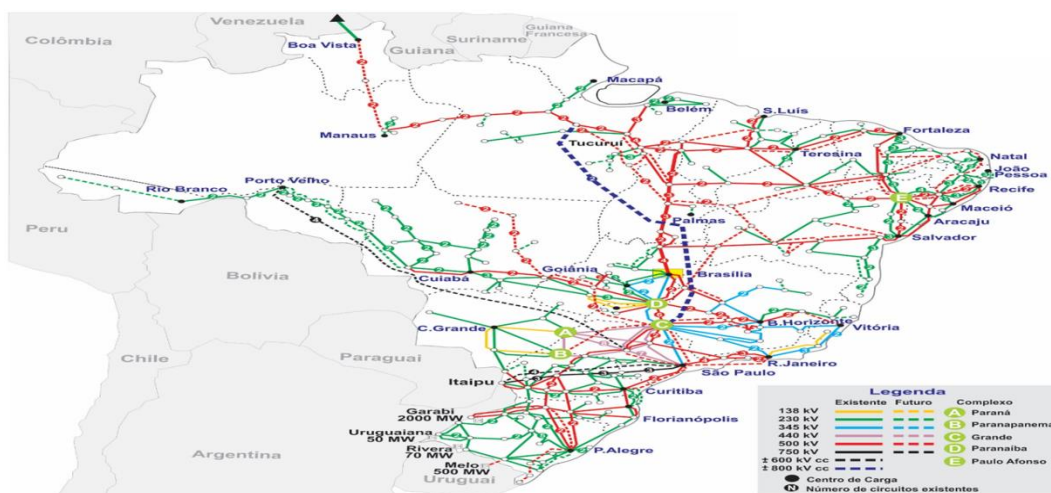 Venezuela
Colômbia
Boa Vista
Guiana
Suriname
Guiana
Francesa
Macapá
Belém
S.Luis
Manaus
Tucuruí
Fortaleza
Teresina
Natal
João
Pessoa
Recife
Maceió
Aracaju
E
Salvador
Porto Velho
Rio Branco
Palmas
Peru
Bolívia
Cuiabá
Goiânia
Brasília
D
C
B.Horizonte
Vitória
C.Grande
A
B
R.Janeiro
São Paulo
Chile
Paraguai
Itaipu
Curitiba
Garabi
2000 MW
Florianópolis
Uruguaiana
50 MW
Rivera
70 MW
Melo
500 MW
P.Alegre
Argentina
Uruguai
Legenda
Existente Futuro Complexo
138 kV A Paraná
230 kV B Paranapanema
345 kV C Grande
440 kV D Paranaíba
500 kV E Paulo Afonso
750 kV
± 600 kV cc
± 800 kV cc
Centro de Carga
N Número de circuitos existentes